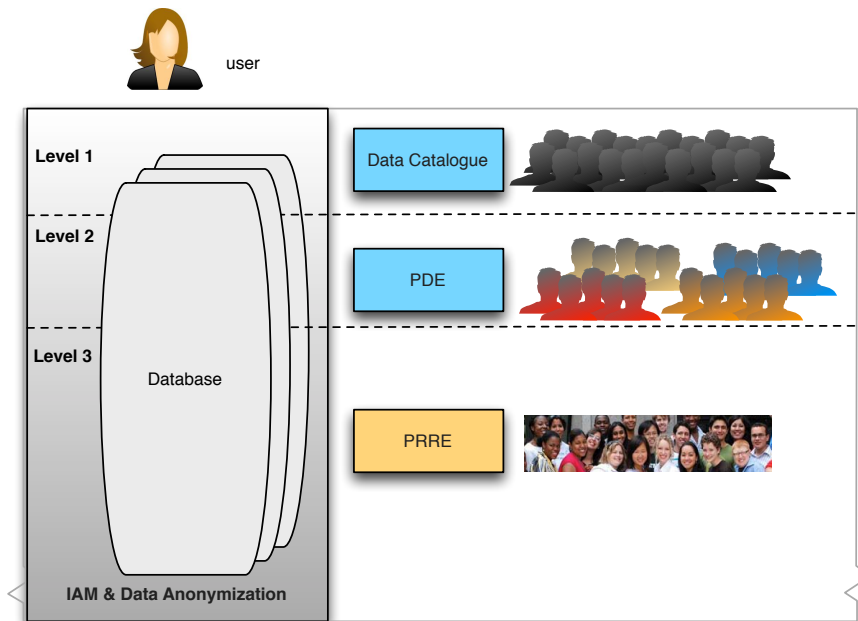 user
Level 1
Data Catalogue
Level 2
PDE
Level 3
Database
PRRE
IAM & Data Anonymization